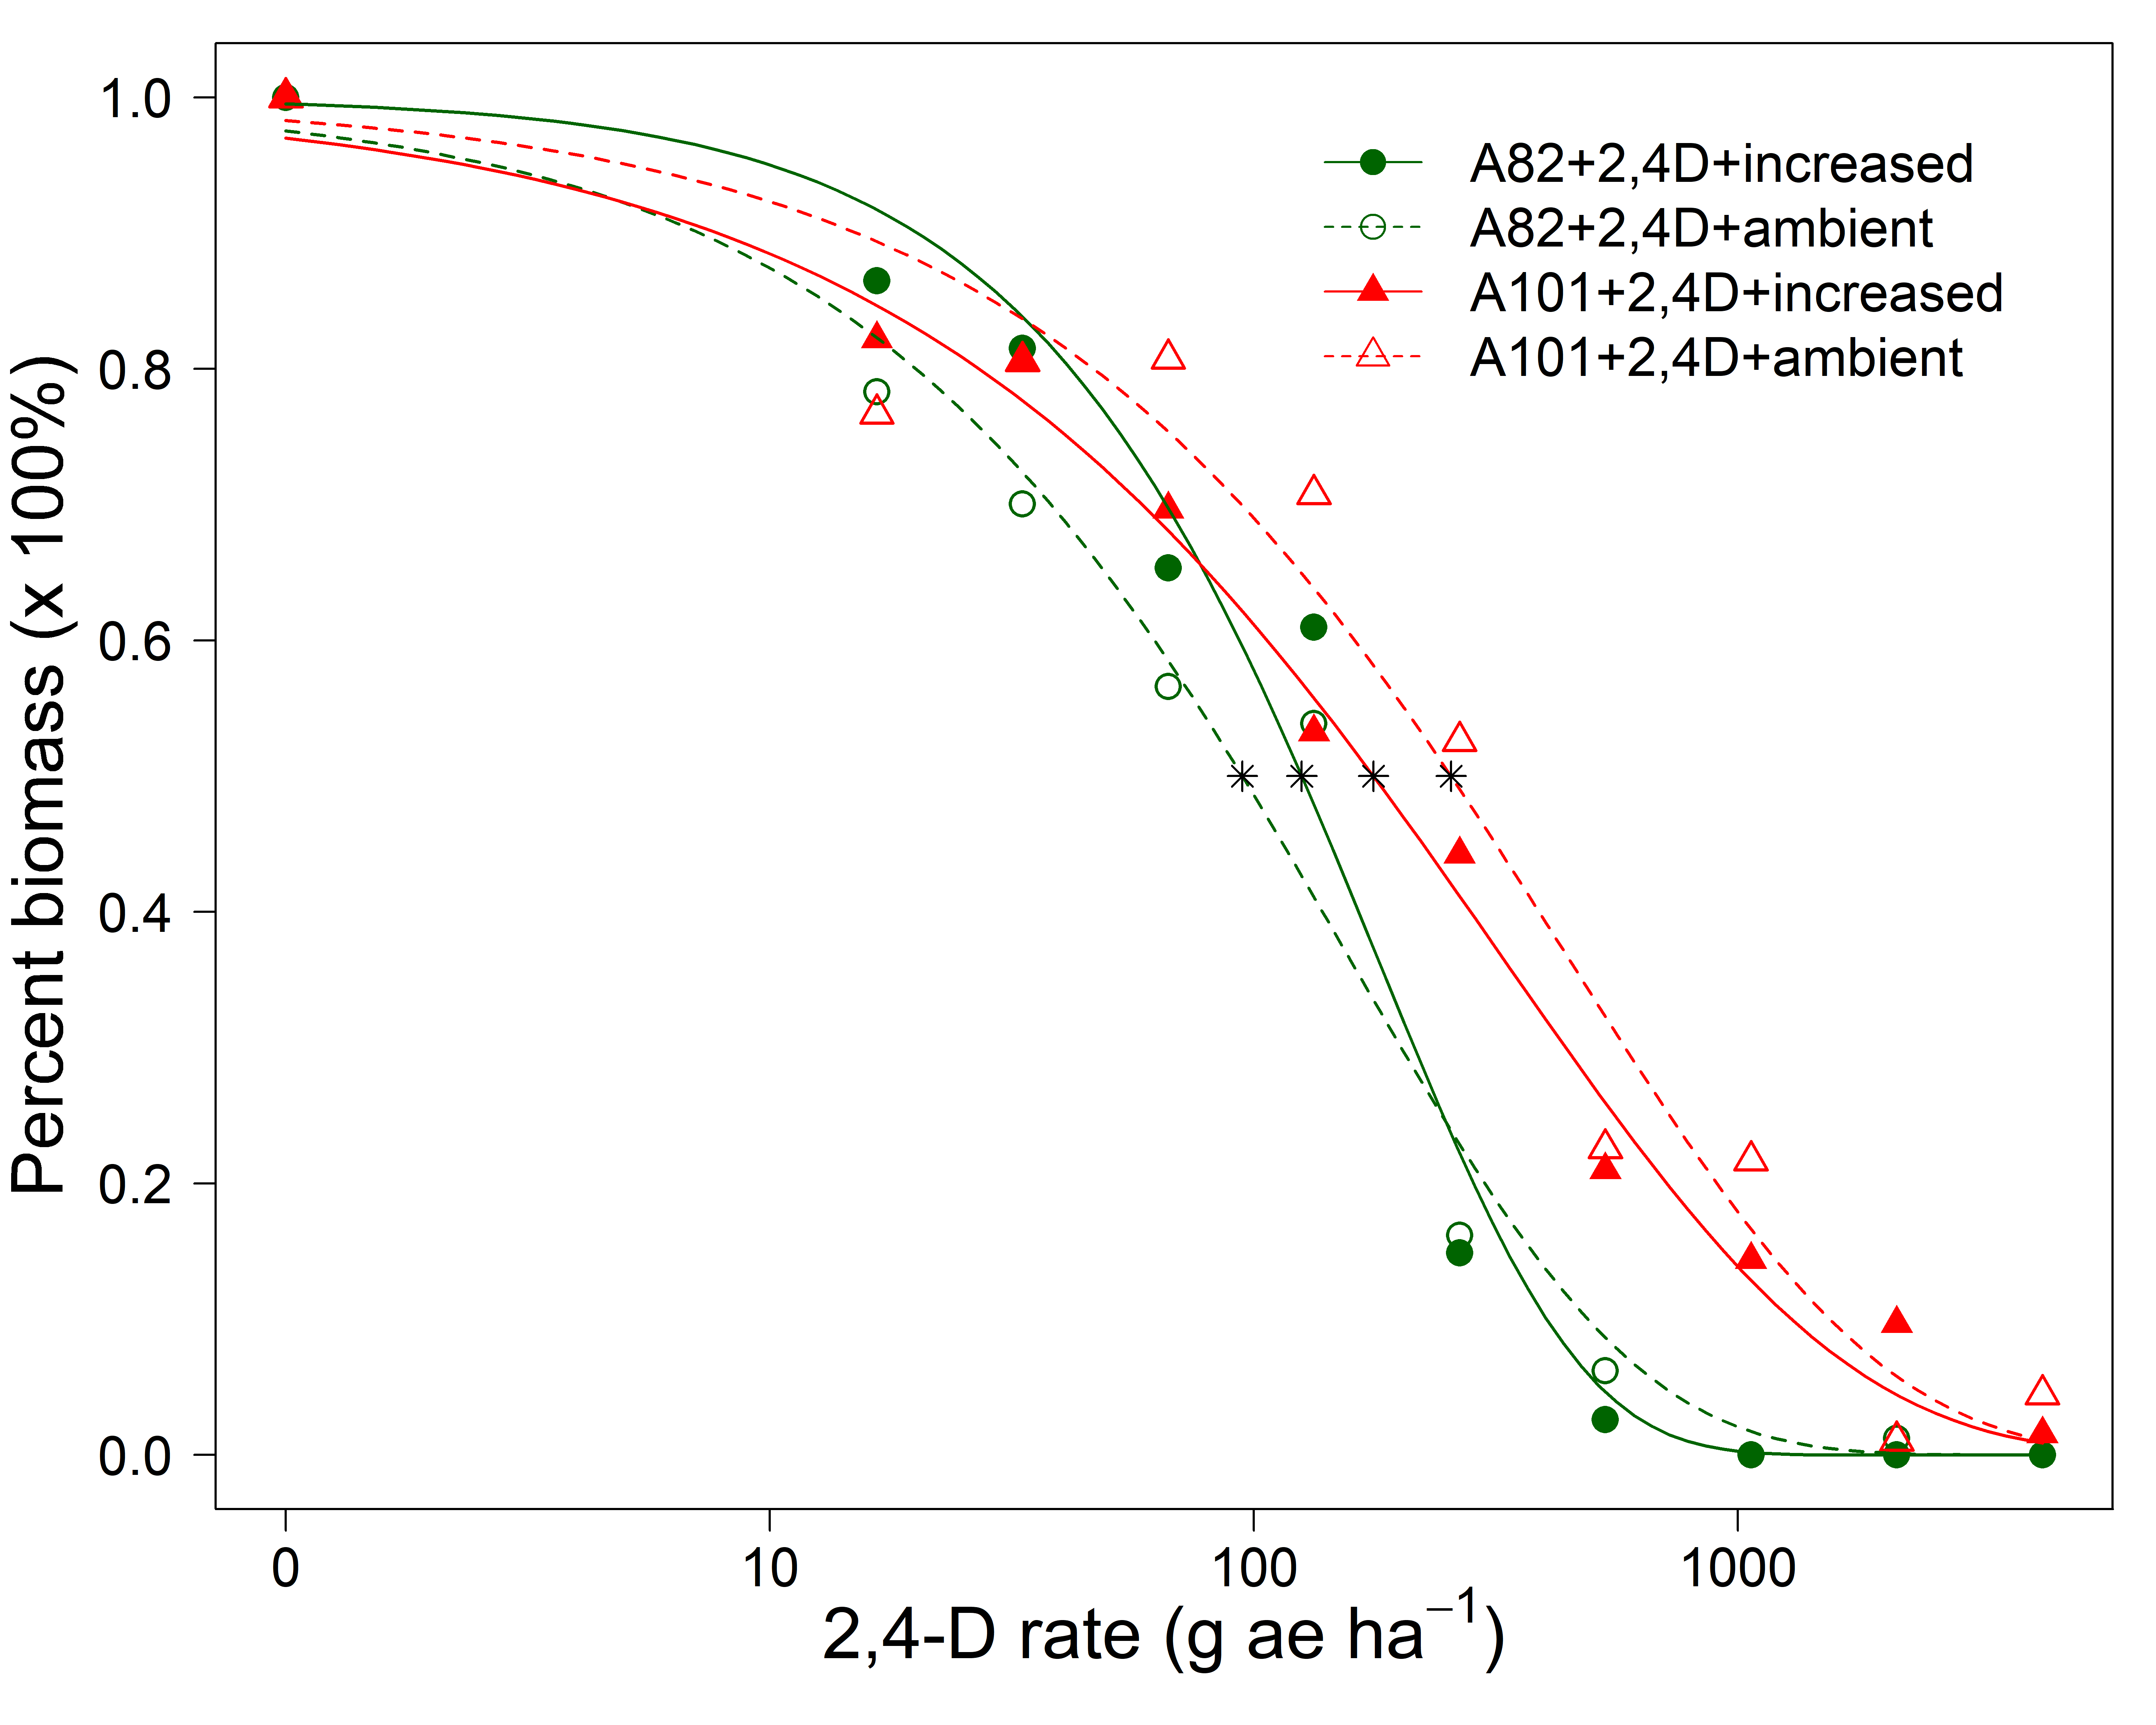 1.0
0.8
0.6
0.4
0.2
0.0
Percent biomass (x 100%)
A82+2,4D+increased
A82+2,4D+ambient
A101+2,4D+increased
A101+2,4D+ambient
0 10 100 1000
2,4-D rate (g ae ha⁻¹)